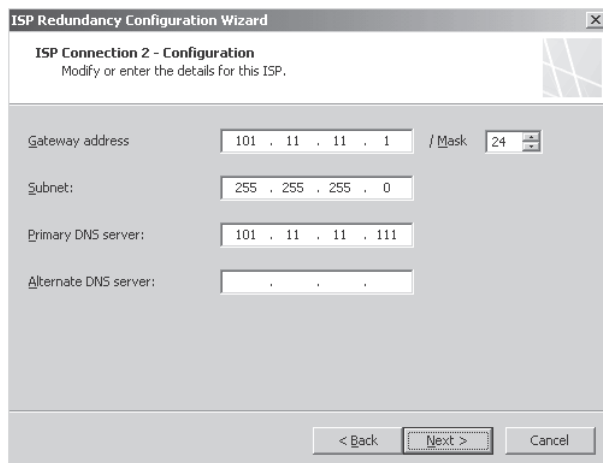 ISP Redundancy Configuration Wizard
ISP Connection 2 - Configuration
Modify or enter the details for this ISP.
Gateway address 101 . 11 . 11 . 1 / Mask 24
Subnet: 255 . 255 . 255 . 0
Primary DNS server: 101 . 11 . 11 . 111
Alternate DNS server: . . .
< Back Next > Cancel